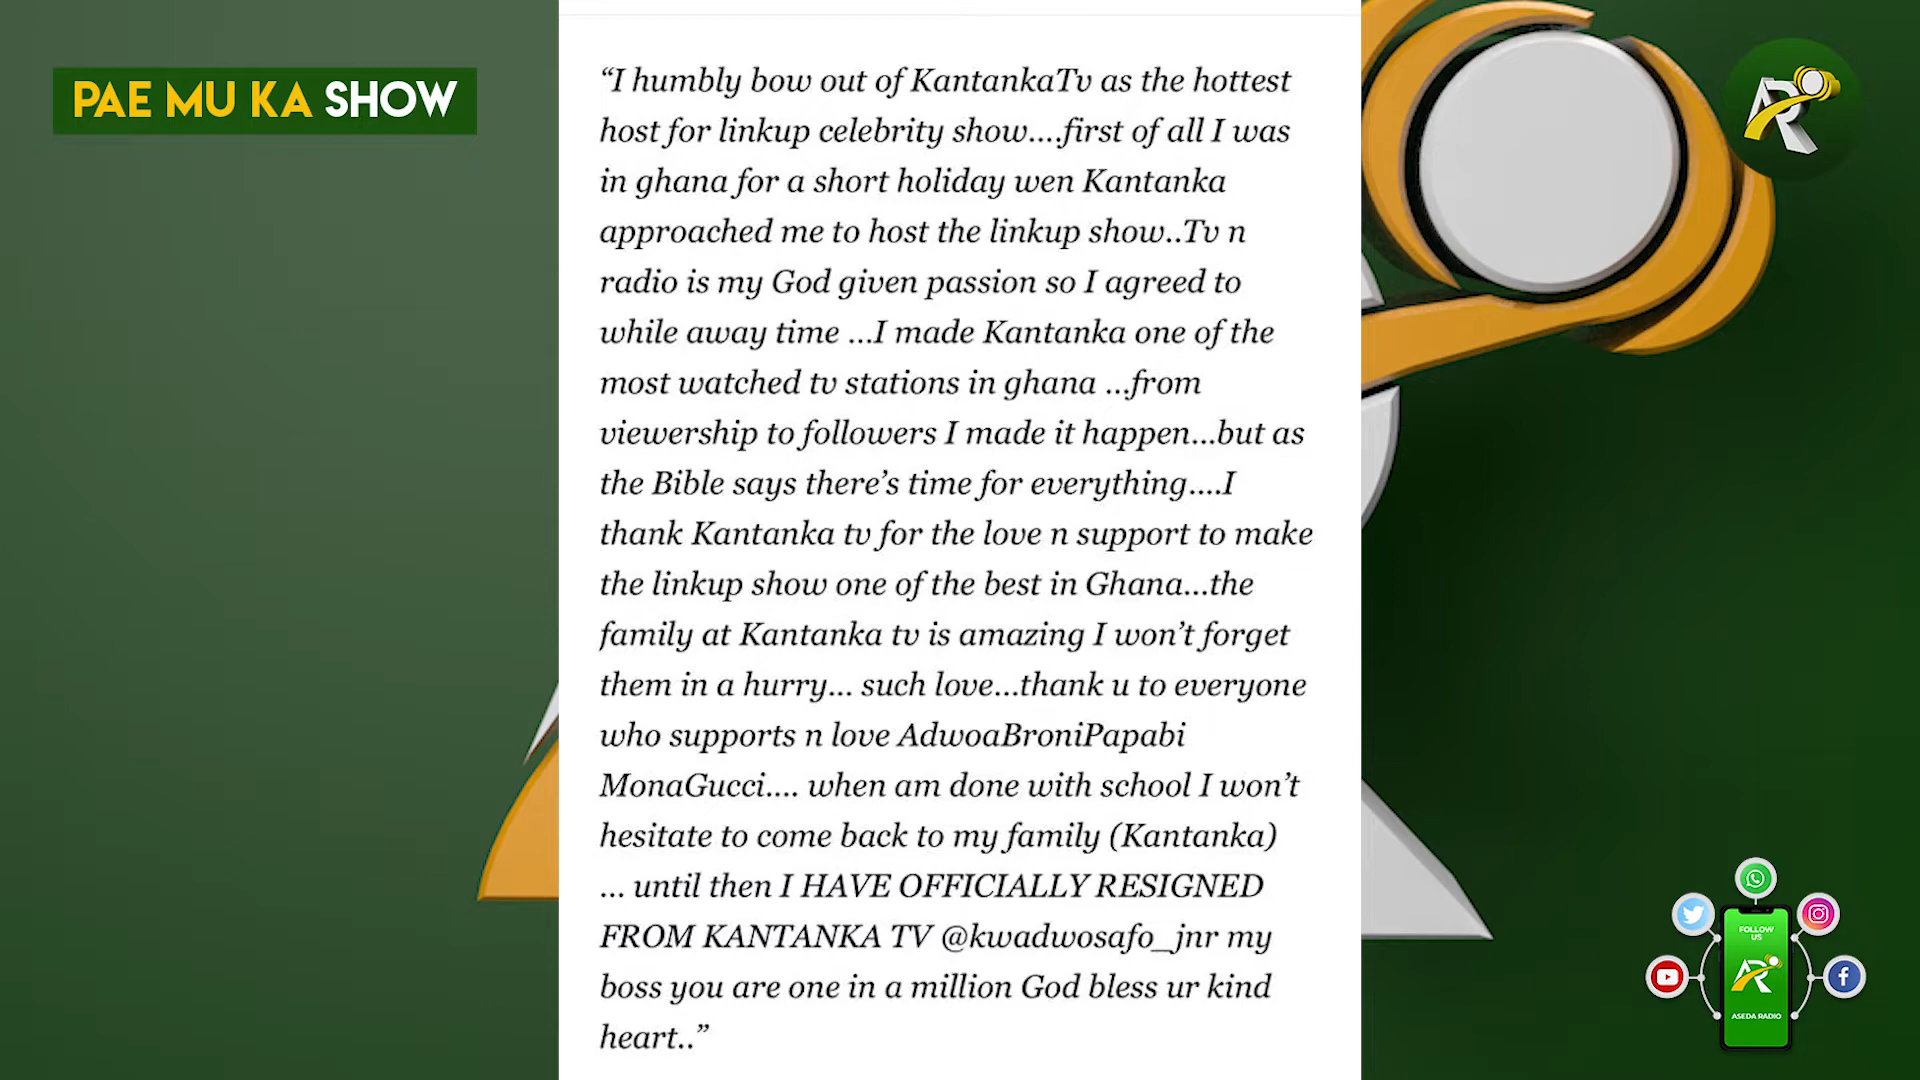 PAE MU KA SHOW
“I humbly bow out of KantankaTv as the hottest
host for linkup celebrity show....first of all I was
in ghana for a short holiday wen Kantanka
approached me to host the linkup show..Tv n
radio is my God given passion so I agreed to
while away time ...I made Kantanka one of the
most watched tv stations in ghana ...from
viewership to followers I made it happen...but as
the Bible says there’s time for everything....I
thank Kantanka tv for the love n support to make
the linkup show one of the best in Ghana...the
family at Kantanka tv is amazing I won’t forget
them in a hurry... such love...thank u to everyone
who supports n love AdwoaBroniPapabi
MonaGucci.... when am done with school I won’t
hesitate to come back to my family (Kantanka)
... until then I HAVE OFFICIALLY RESIGNED
FROM KANTANKA TV @kwadwosafo_jnr my
boss you are one in a million God bless ur kind
heart..”
AR
FOLLOW
US
AR
ASEDA RADIO